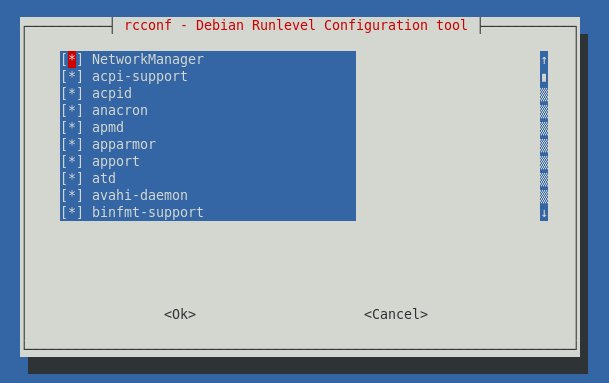 rcconf - Debian Runlevel Configuration tool
[*] NetworkManager
[*] acpi-support
[*] acpid
[*] anacron
[*] apmd
[*] apparmor
[*] apport
[*] atd
[*] avahi-daemon
[*] binfmt-support
<Ok> <Cancel>